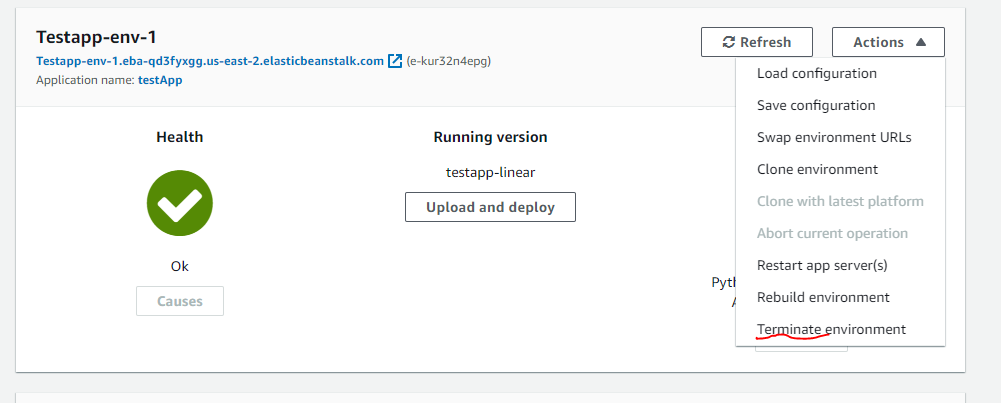 Testapp-env-1
Refresh
Actions
Testapp-env-1.eba-qd3fyxgg.us-east-2.elasticbeanstalk.com (e-kur32n4epg)
Application name: testApp
Load configuration
Save configuration
Swap environment URLs
Clone environment
Clone with latest platform
Abort current operation
Restart app server(s)
Rebuild environment
Terminate environment
Health
Running version
testapp-linear
Upload and deploy
Ok
Causes